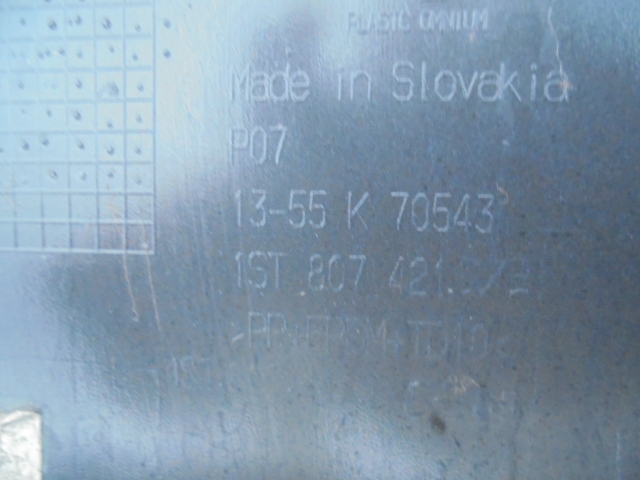 PLASTIC OMNIUM
Made in Slovakia
P07
13-55 K 70543
1ST 807 421